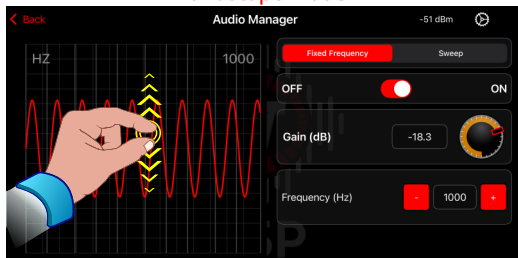 Back
Audio Manager
-51 dBm
HZ
1000
Fixed Frequency
Sweep
OFF
ON
Gain (dB)
-18.3
Frequency (Hz)
-
1000
+